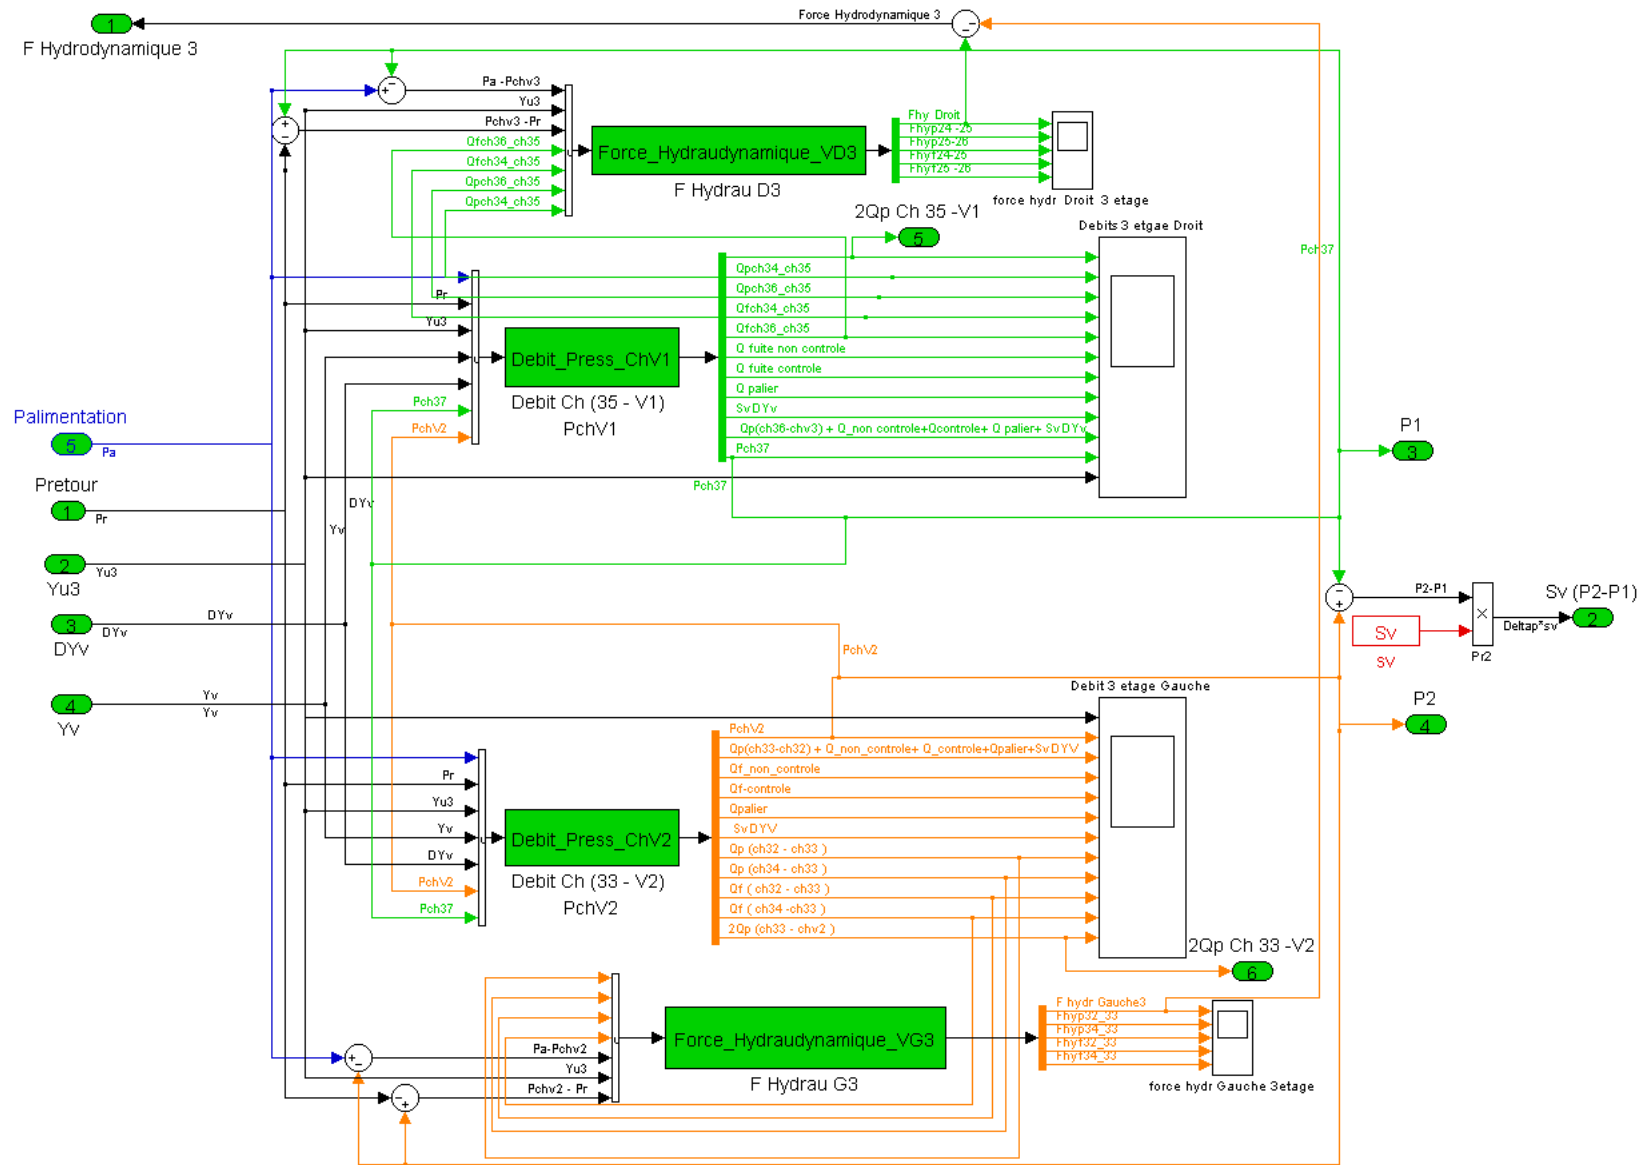 Force Hydrodynamique 3
1
F Hydrodynamique 3
Pa -Pchv3
Yu3
Pchv3 -Pr
Qfch36_ch35
Qfch34_ch35
Qpch36_ch35
Qpch34_ch35
Force_Hydraudynamique_VD3
F Hydrau D3
Fhy Droit
Fhyp24 -25
Fhyp25-26
Fhyf24-25
Fhyf25 -26
force hydr Droit 3 etage
2Qp Ch 35 -V1
5
Debits 3 etgae Droit
Pch37
Pr
Yu3
Pch37
PchV2
Debit_Press_ChV1
Debit Ch (35 - V1)
PchV1
Qpch34_ch35
Qpch36_ch35
Qfch34_ch35
Qfch36_ch35
Q fuite non controle
Q fuite controle
Q palier
SvDYv
Qp(ch36-chv3) + Q_non controle+Qcontrole+ Q palier+ SvDYv
Pch37
Pch37
Palimentation
5
Pa
Pretour
1
Pr
2
Yu3
Yu3
3
DYv
DYv
DYv
4
Yv
Yv
Yv
DYv
Yv
P1
3
P2-P1
Sv
sv
×
Pr2
Deltap*sv
Sv (P2-P1)
2
PchV2
Debit 3 etage Gauche
P2
4
Pr
Yu3
Yv
DYv
PchV2
Pch37
Debit_Press_ChV2
Debit Ch (33 - V2)
PchV2
PchV2
Qp(ch33-ch32) + Q_non_controle+ Q_controle+Qpalier+SvDYV
Qf_non_controle
Qf-controle
Qpalier
SvDYV
Qp (ch32 - ch33 )
Qp (ch34 - ch33 )
Qf ( ch32 - ch33 )
Qf ( ch34 -ch33 )
2Qp (ch33 - chv2 )
2Qp Ch 33 -V2
6
Pa-Pchv2
Yu3
Pchv2 - Pr
Force_Hydraudynamique_VG3
F Hydrau G3
F hydr Gauche3
Fhyp32_33
Fhyp34_33
Fhyf32_33
Fhyf34_33
force hydr Gauche 3etage